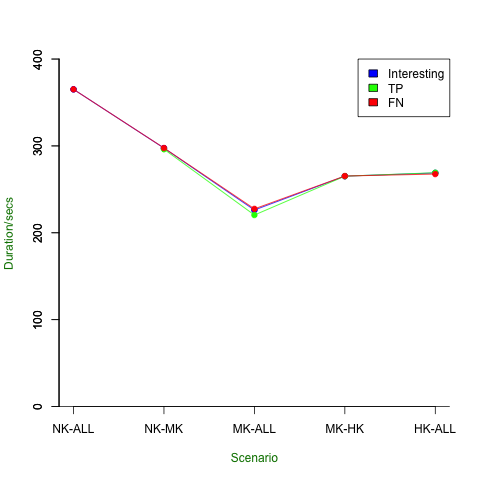 Interesting
TP
FN
400
300
200
100
0
Duration/secs
NK-ALL NK-MK MK-ALL MK-HK HK-ALL
Scenario